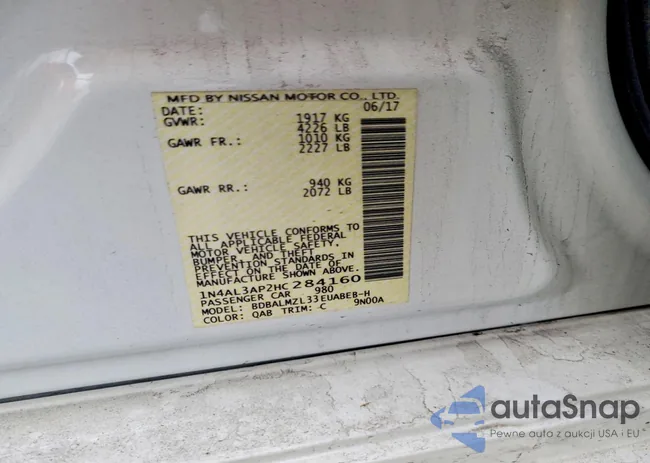 MFD BY NISSAN MOTOR CO., LTD.
DATE: 06/17
GVWR: 1917 KG
4226 LB
GAWR FR.: 1010 KG
2227 LB
GAWR RR.: 940 KG
2072 LB
THIS VEHICLE CONFORMS TO
ALL APPLICABLE FEDERAL
MOTOR VEHICLE SAFETY,
BUMPER, AND THEFT
PREVENTION STANDARDS IN
EFFECT ON THE DATE OF
MANUFACTURE SHOWN ABOVE.
1N4AL3AP2HC284160
PASSENGER CAR 980
MODEL: BDBALMZL33EUABEB-H
COLOR: QAB TRIM: C 9N00A
autaSnap
Pewne auta z aukcji USA i EU